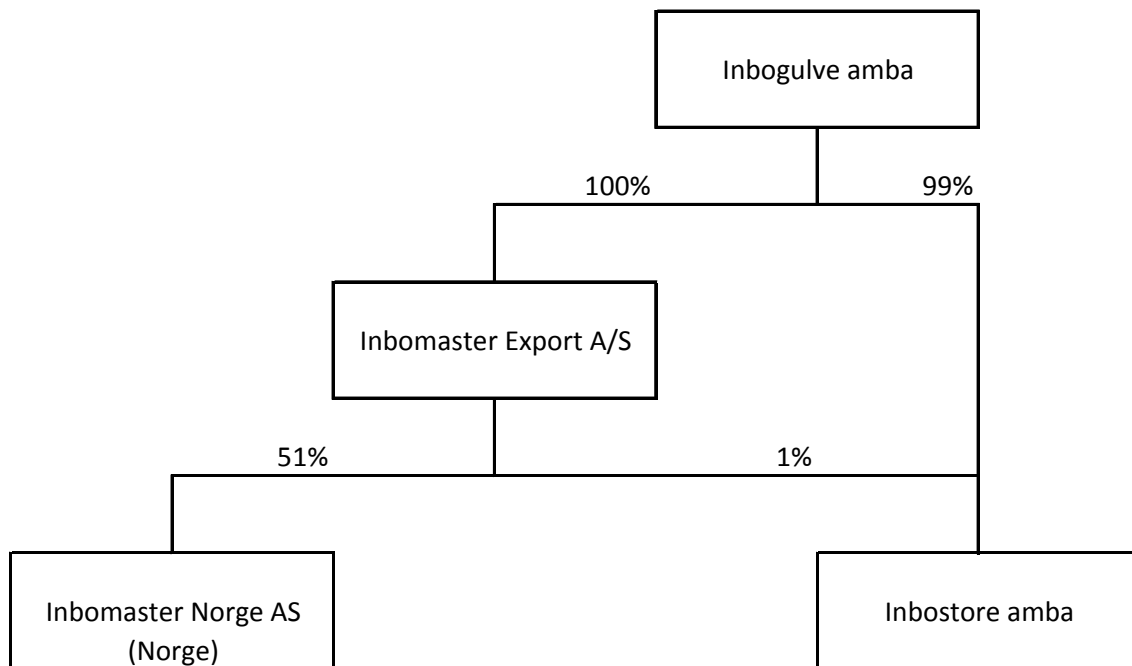 Inbogulve amba
100%
99%
Inbomaster Export A/S
51%
1%
Inbomaster Norge AS
(Norge)
Inbostore amba